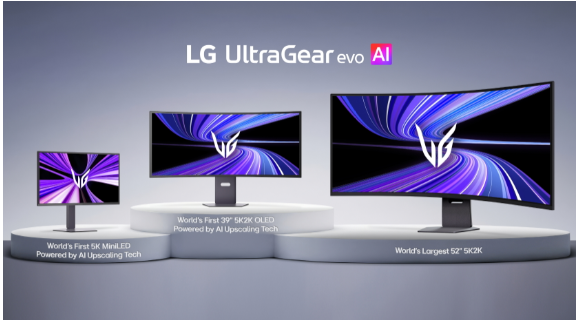 LG UltraGear evo AI
World's First 5K MiniLED
Powered by AI Upscaling Tech
World's First 39" 5K2K OLED
Powered by AI Upscaling Tech
World's Largest 52" 5K2K